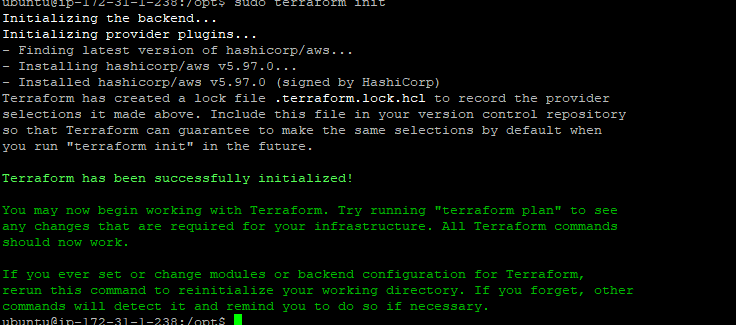 ubuntu@ip-172-31-1-238:/opt$ sudo terraform init
Initializing the backend...
Initializing provider plugins...
- Finding latest version of hashicorp/aws...
- Installing hashicorp/aws v5.97.0...
- Installed hashicorp/aws v5.97.0 (signed by HashiCorp)
Terraform has created a lock file .terraform.lock.hcl to record the provider
selections it made above. Include this file in your version control repository
so that Terraform can guarantee to make the same selections by default when
you run "terraform init" in the future.
Terraform has been successfully initialized!
You may now begin working with Terraform. Try running "terraform plan" to see
any changes that are required for your infrastructure. All Terraform commands
should now work.
If you ever set or change modules or backend configuration for Terraform,
rerun this command to reinitialize your working directory. If you forget, other
commands will detect it and remind you to do so if necessary.
ubuntu@ip-172-31-1-238:/opt$